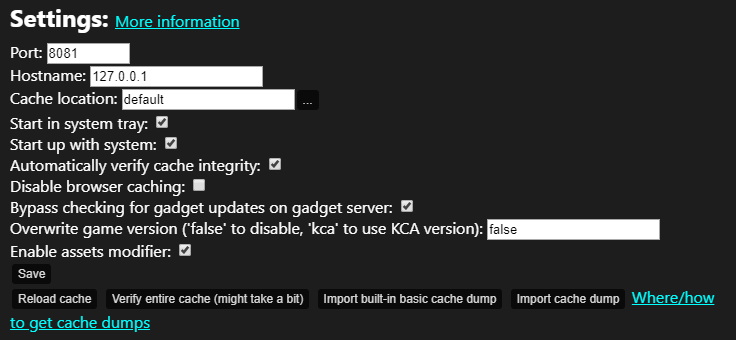 Settings: More information
Port: 8081
Hostname: 127.0.0.1
Cache location: default ...
Start in system tray:
Start up with system:
Automatically verify cache integrity:
Disable browser caching:
Bypass checking for gadget updates on gadget server:
Overwrite game version ('false' to disable, 'kca' to use KCA version): false
Enable assets modifier:
Save
Reload cache Verify entire cache (might take a bit) Import built-in basic cache dump Import cache dump Where/how
to get cache dumps